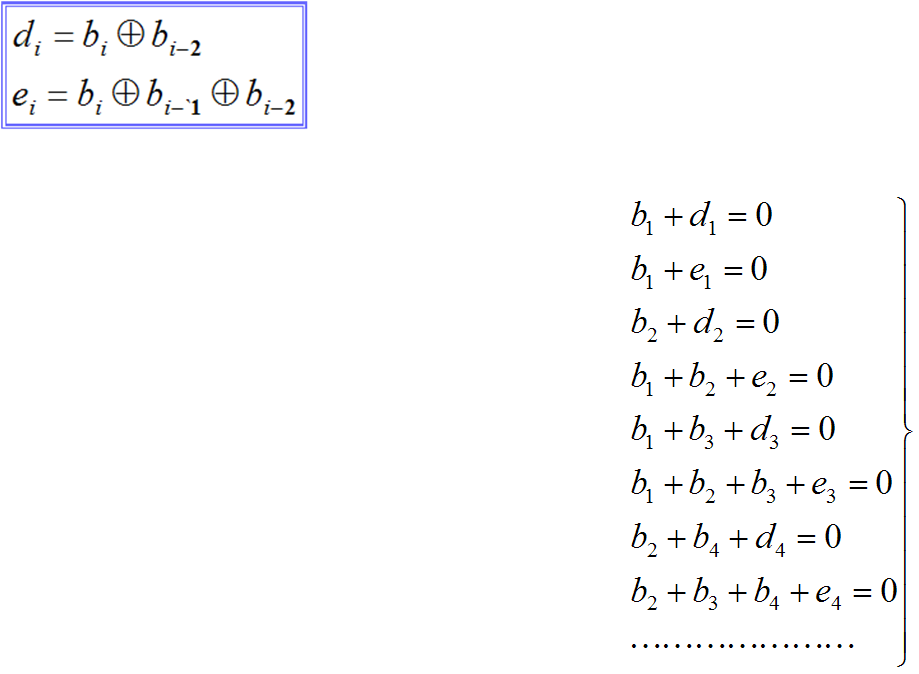 d_i = b_i ⊕ b_{i-2}
e_i = b_i ⊕ b_{i-`1} ⊕ b_{i-2}
b_1 + d_1 = 0
b_1 + e_1 = 0
b_2 + d_2 = 0
b_1 + b_2 + e_2 = 0
b_1 + b_3 + d_3 = 0
b_1 + b_2 + b_3 + e_3 = 0
b_2 + b_4 + d_4 = 0
b_2 + b_3 + b_4 + e_4 = 0
…………………